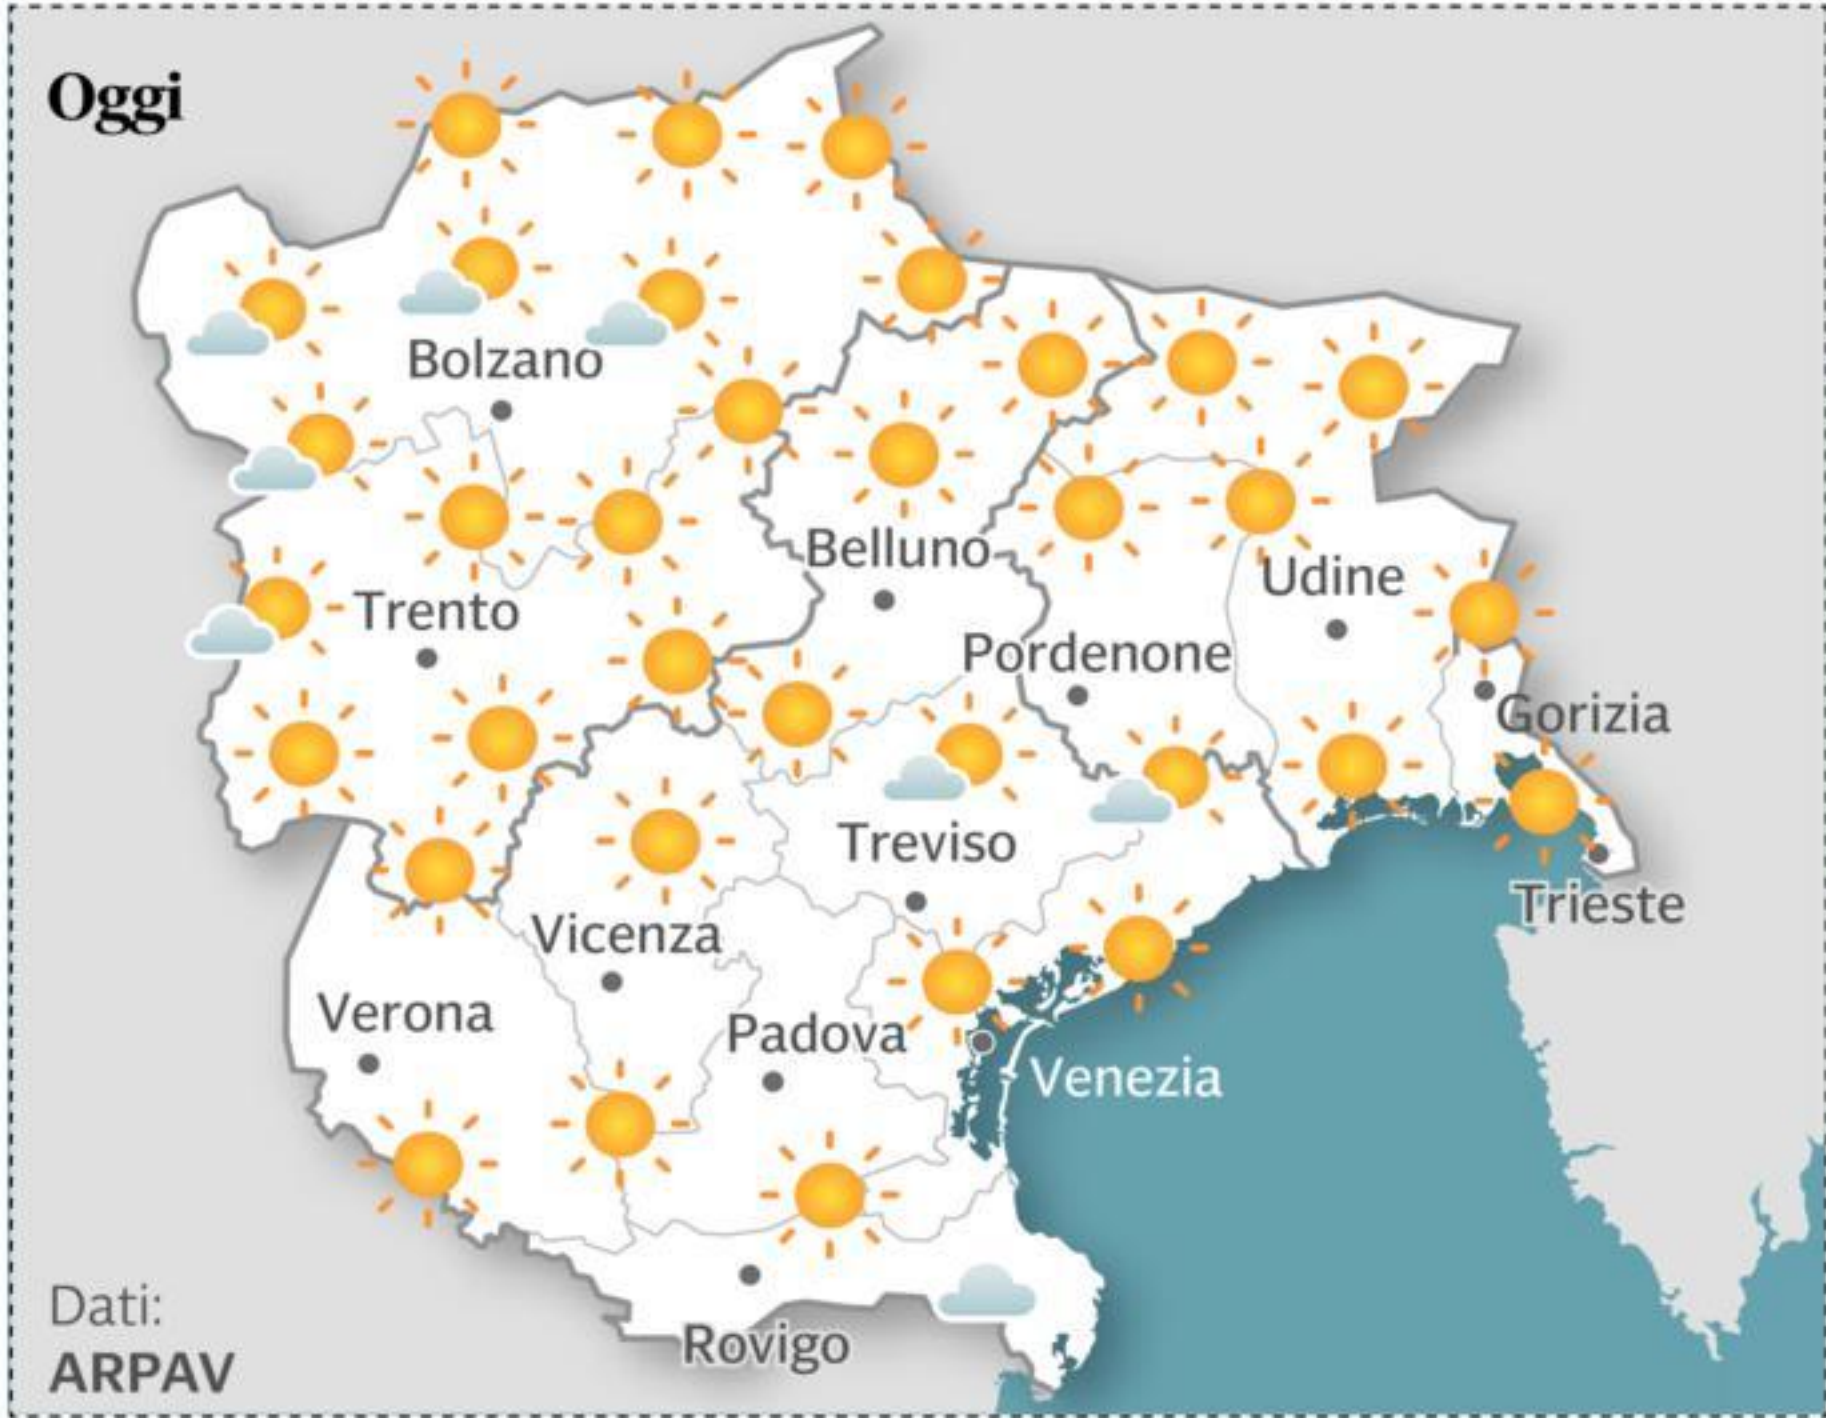 Oggi
Bolzano
Belluno
Udine
Trento
Pordenone
Gorizia
Treviso
Trieste
Vicenza
Verona
Padova
Venezia
Rovigo
Dati:
ARPAV